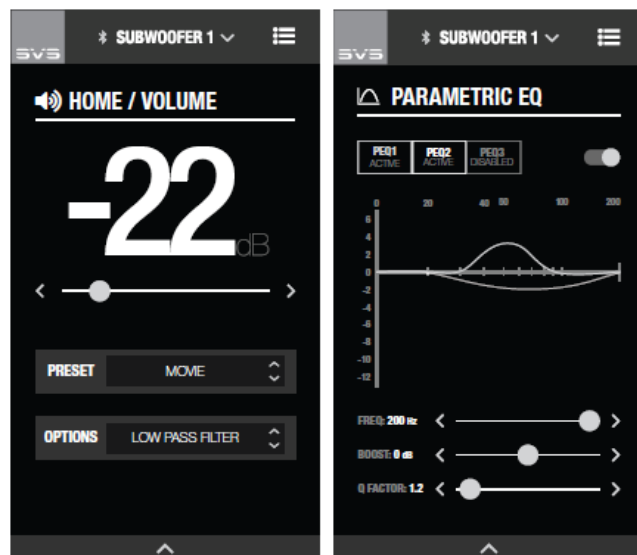 SVS
SUBWOOFER 1
HOME / VOLUME
-22 dB
PRESET MOVE
OPTIONS LOW PASS FILTER
SVS
SUBWOOFER 1
PARAMETRIC EQ
PEQ1 PEQ2 PEQ3
ACTIVE ACTIVE DISABLED
0 20 40 50 100 200
6
4
2
0
-2
-4
-6
-8
-10
-12
FREQ: 200 Hz
BOOST: 0 dB
Q FACTOR: 1.2